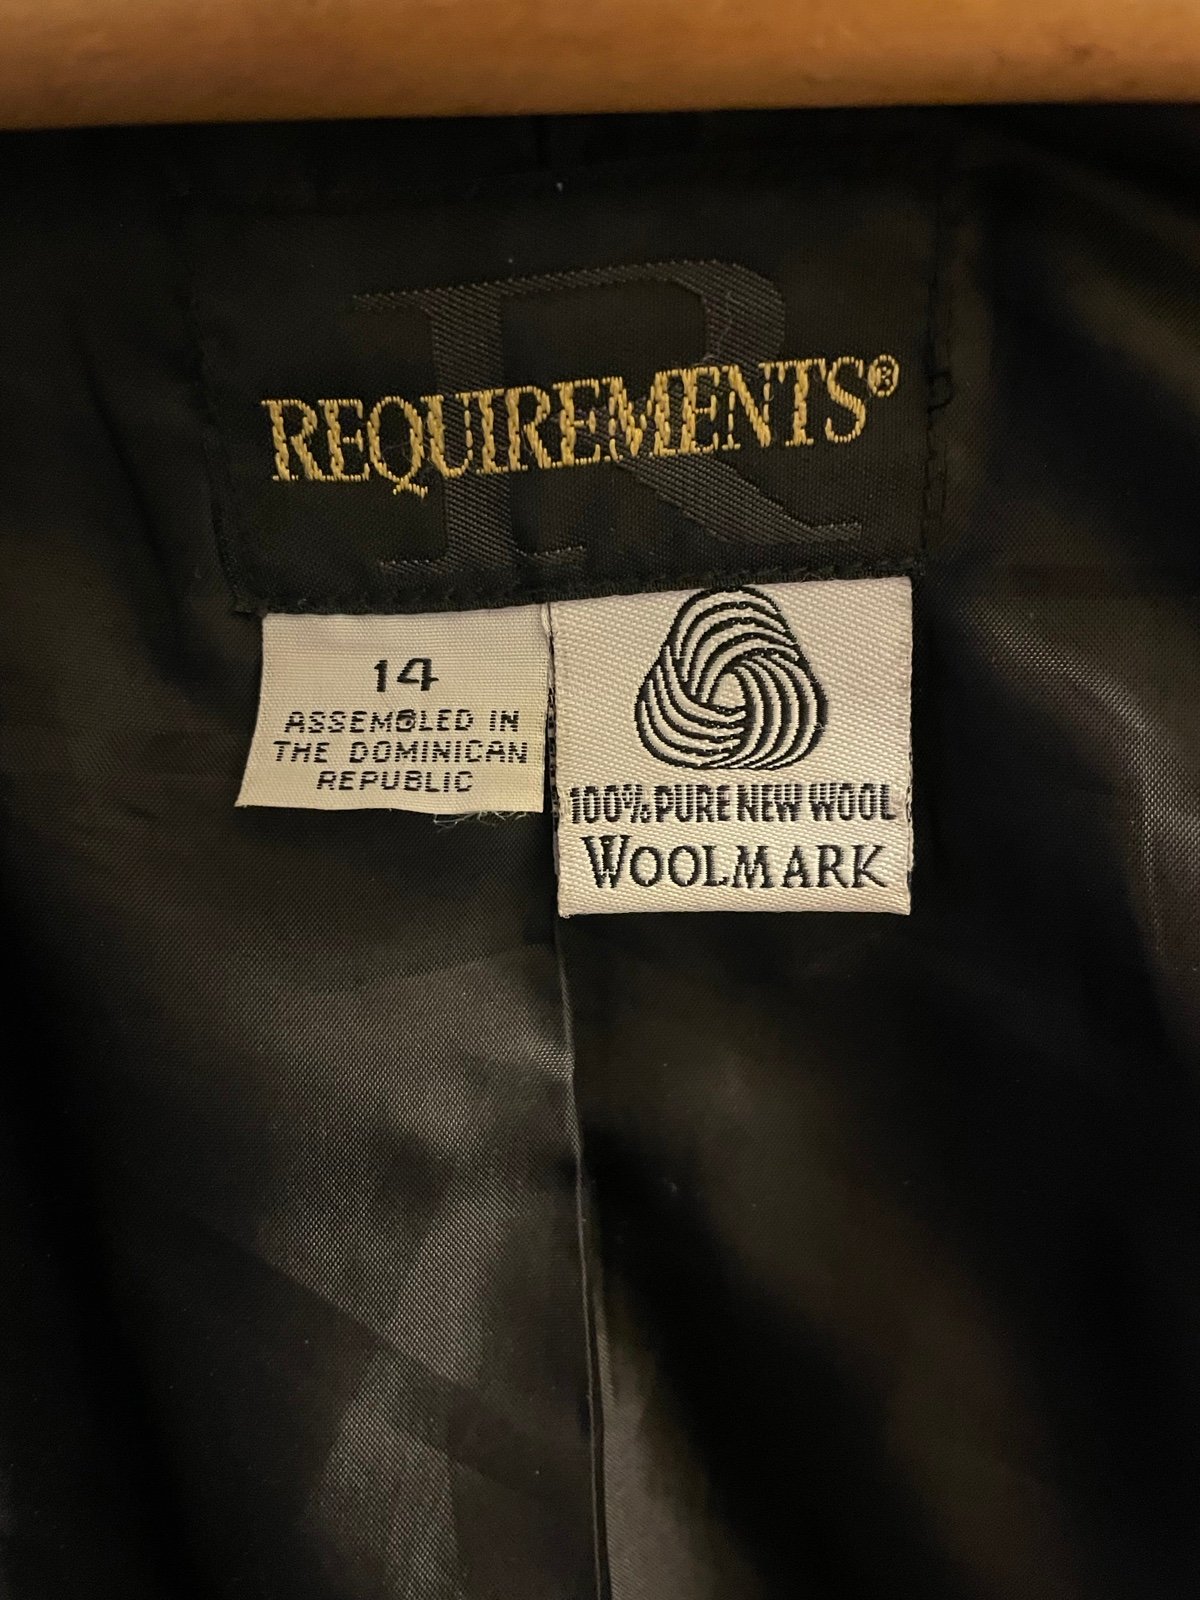 R
REQUIREMENTS®
14
ASSEMBLED IN
THE DOMINICAN
REPUBLIC
100% PURE NEW WOOL
WOOLMARK